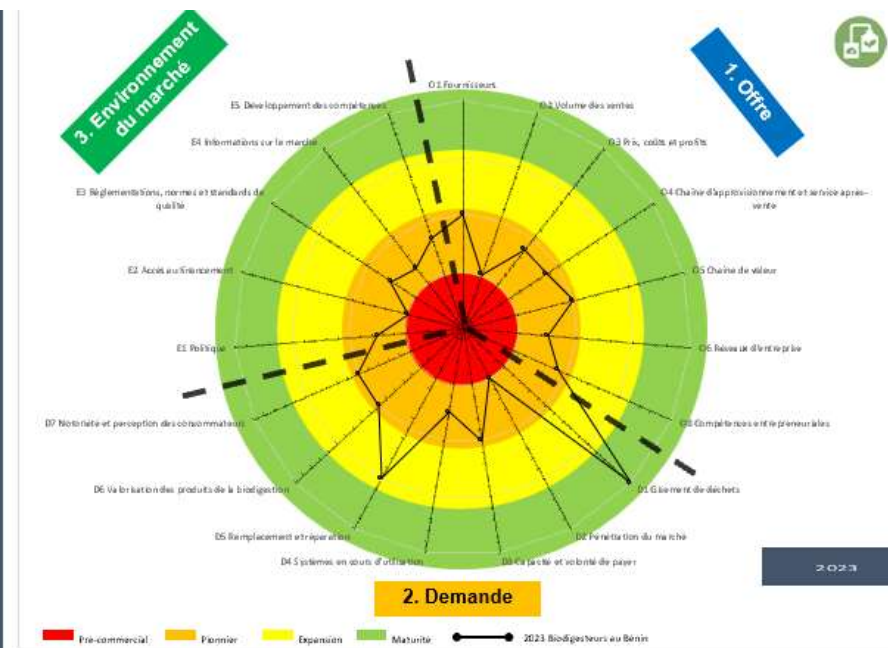 3. Environnement
du marché
1. Offre
O1 Fournisseurs
E5 Développement des compétences
O2 Volume des ventes
E4 Informations sur le marché
O3 Prix, coûts et profits
E3 Réglementations, normes et standards de
qualité
O4 Chaîne d'approvisionnement et service après-
vente
E2 Accès au financement
O5 Chaîne de valeur
E1 Politique
O6 Réseaux d'entreprise
D7 Notoriété et perception des consommateurs
Compétences entrepreneuriales
D6 Valorisation des produits de la biodigestion
D1 Gisement de déchets
D5 Remplacement et réparation
D2 Pénétration du marché
D4 Systèmes en cours d'utilisation
D3 Capacité et volonté de payer
2023
2. Demande
Pré-commercial
Pionnier
Expansion
Maturité
2023 Biodigesteurs au Bénin